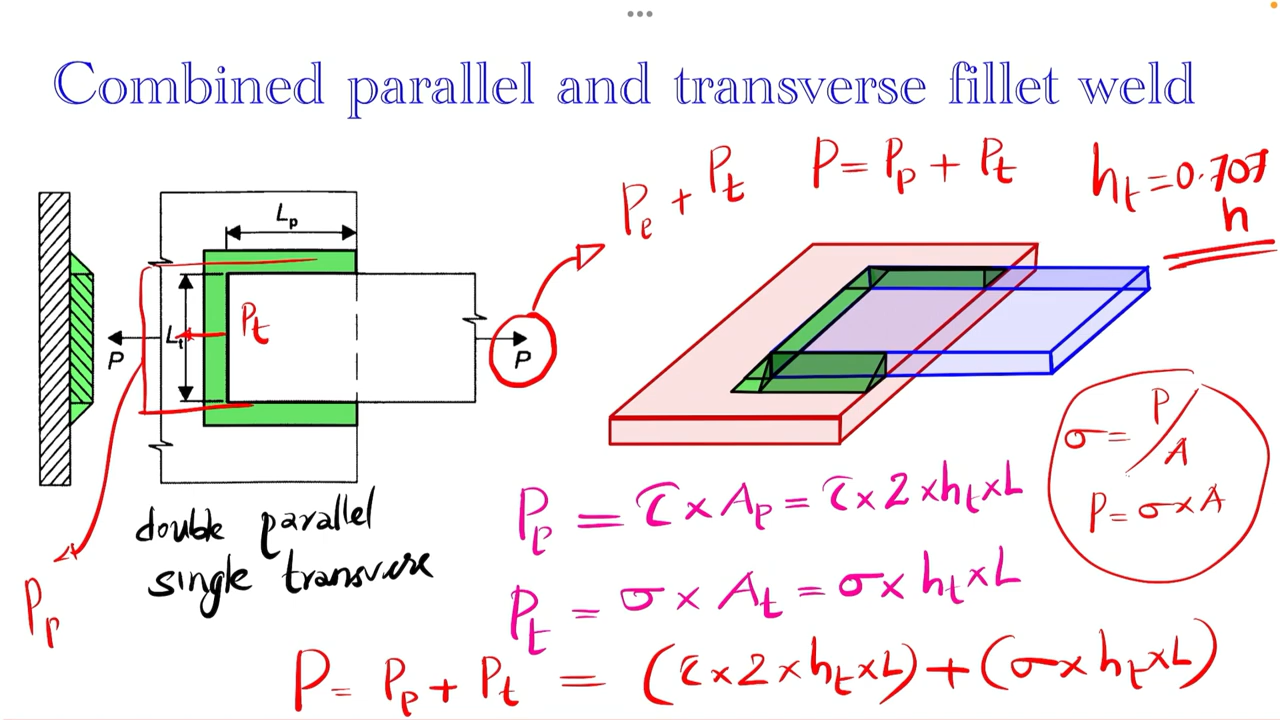 Combined parallel and transverse fillet weld
Pe + Pt
P = Pp + Pt
ht = 0.707
h
Lp
Lt
Pt
P
P
σ = P/A
P = σ × A
Pp = τ × Ap = τ × 2 × ht × L
double parallel
single transverse
Pt = σ × At = σ × ht × L
Pp
P = Pp + Pt = (τ × 2 × ht × L) + (σ × ht × L)